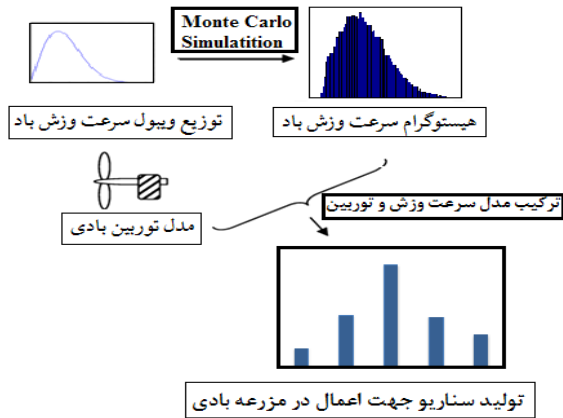 Monte Carlo
Simulatition
توزیع ویبول سرعت وزش باد
هیستوگرام سرعت وزش باد
مدل توربین بادی
ترکیب مدل سرعت وزش و توربین
تولید سناریو جهت اعمال در مزرعه بادی